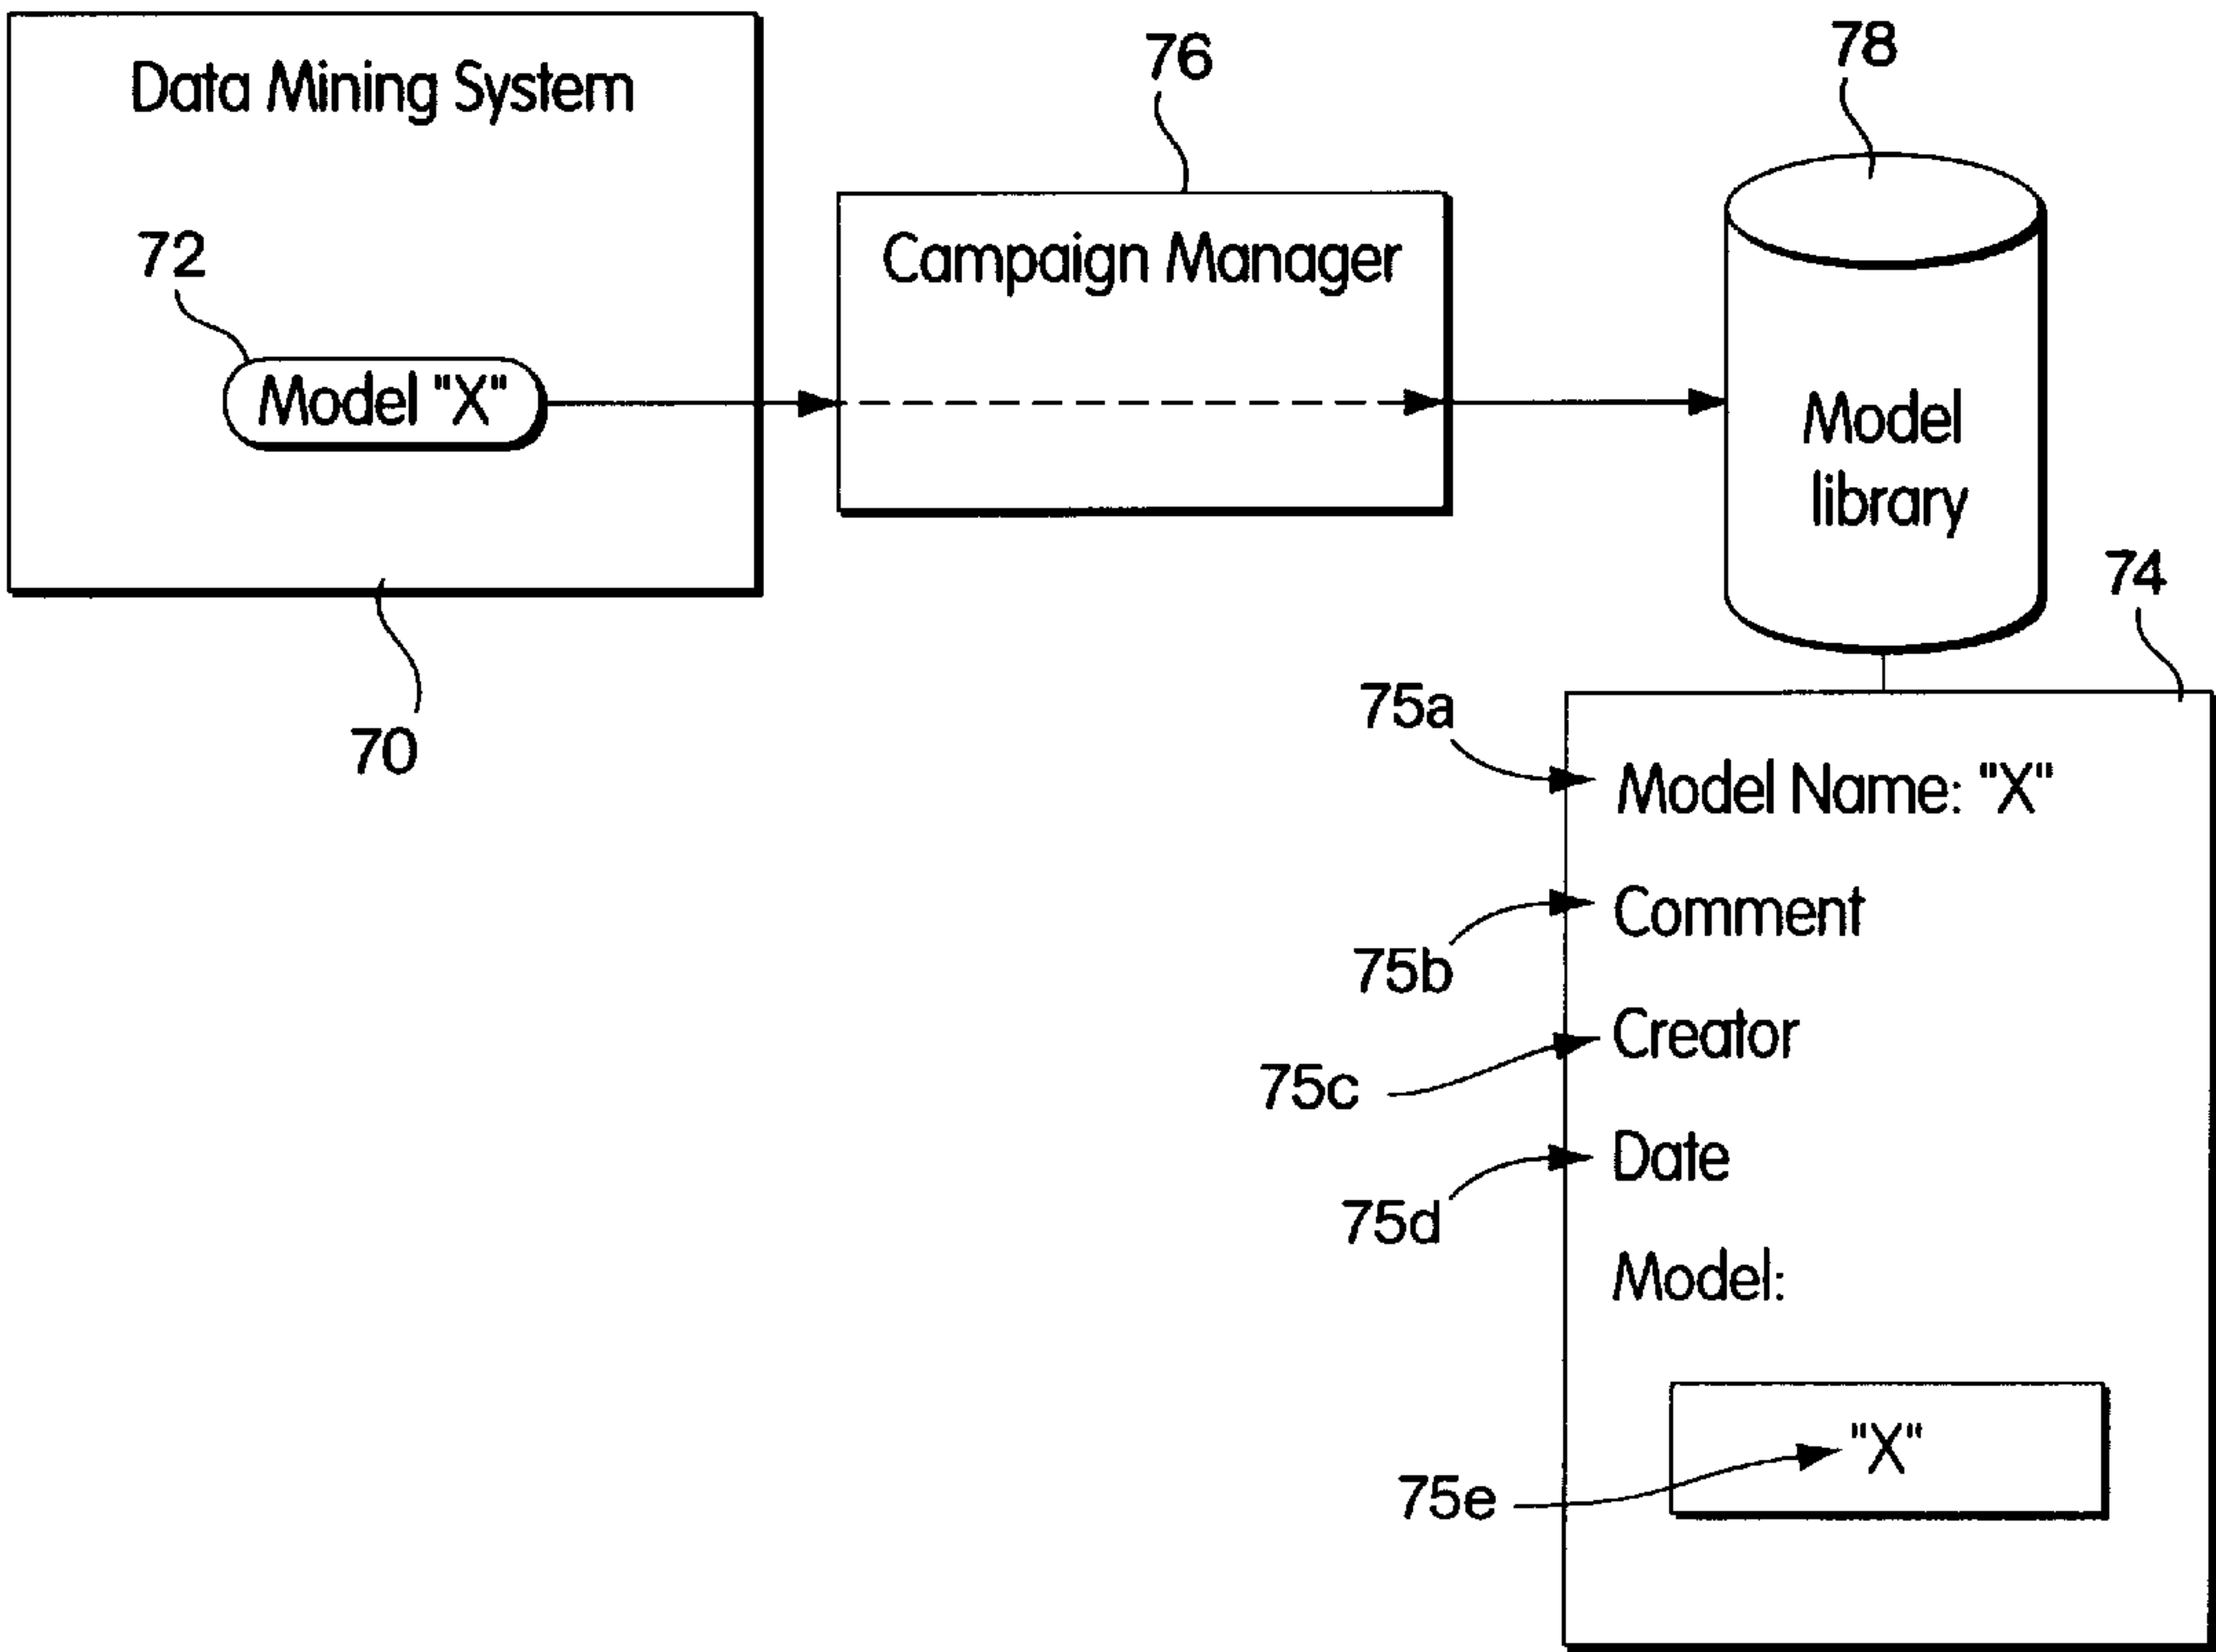 Data Mining System
76
78
72
Campaign Manager
Model "X"
Model
library
70
74
75a
Model Name: "X"
75b
Comment
75c
Creator
75d
Date
Model:
75e
"X"